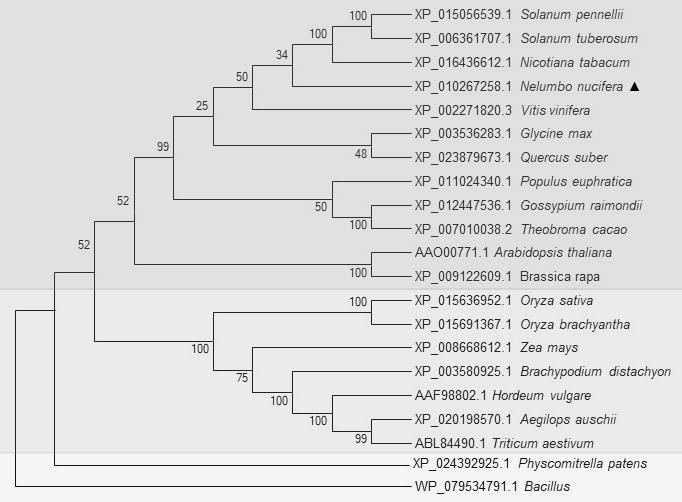 100 XP_015056539.1 Solanum pennellii
100 XP_006361707.1 Solanum tuberosum
34 XP_016436612.1 Nicotiana tabacum
50 XP_010267258.1 Nelumbo nucifera ▲
25 XP_002271820.3 Vitis vinifera
99 XP_003536283.1 Glycine max
48 XP_023879673.1 Quercus suber
XP_011024340.1 Populus euphratica
52 50 XP_012447536.1 Gossypium raimondii
100 XP_007010038.2 Theobroma cacao
52 AAO00771.1 Arabidopsis thaliana
100 XP_009122609.1 Brassica rapa
100 XP_015636952.1 Oryza sativa
XP_015691367.1 Oryza brachyantha
100 XP_008668612.1 Zea mays
75 XP_003580925.1 Brachypodium distachyon
100 AAF98802.1 Hordeum vulgare
100 XP_020198570.1 Aegilops auschii
99 ABL84490.1 Triticum aestivum
XP_024392925.1 Physcomitrella patens
WP_079534791.1 Bacillus